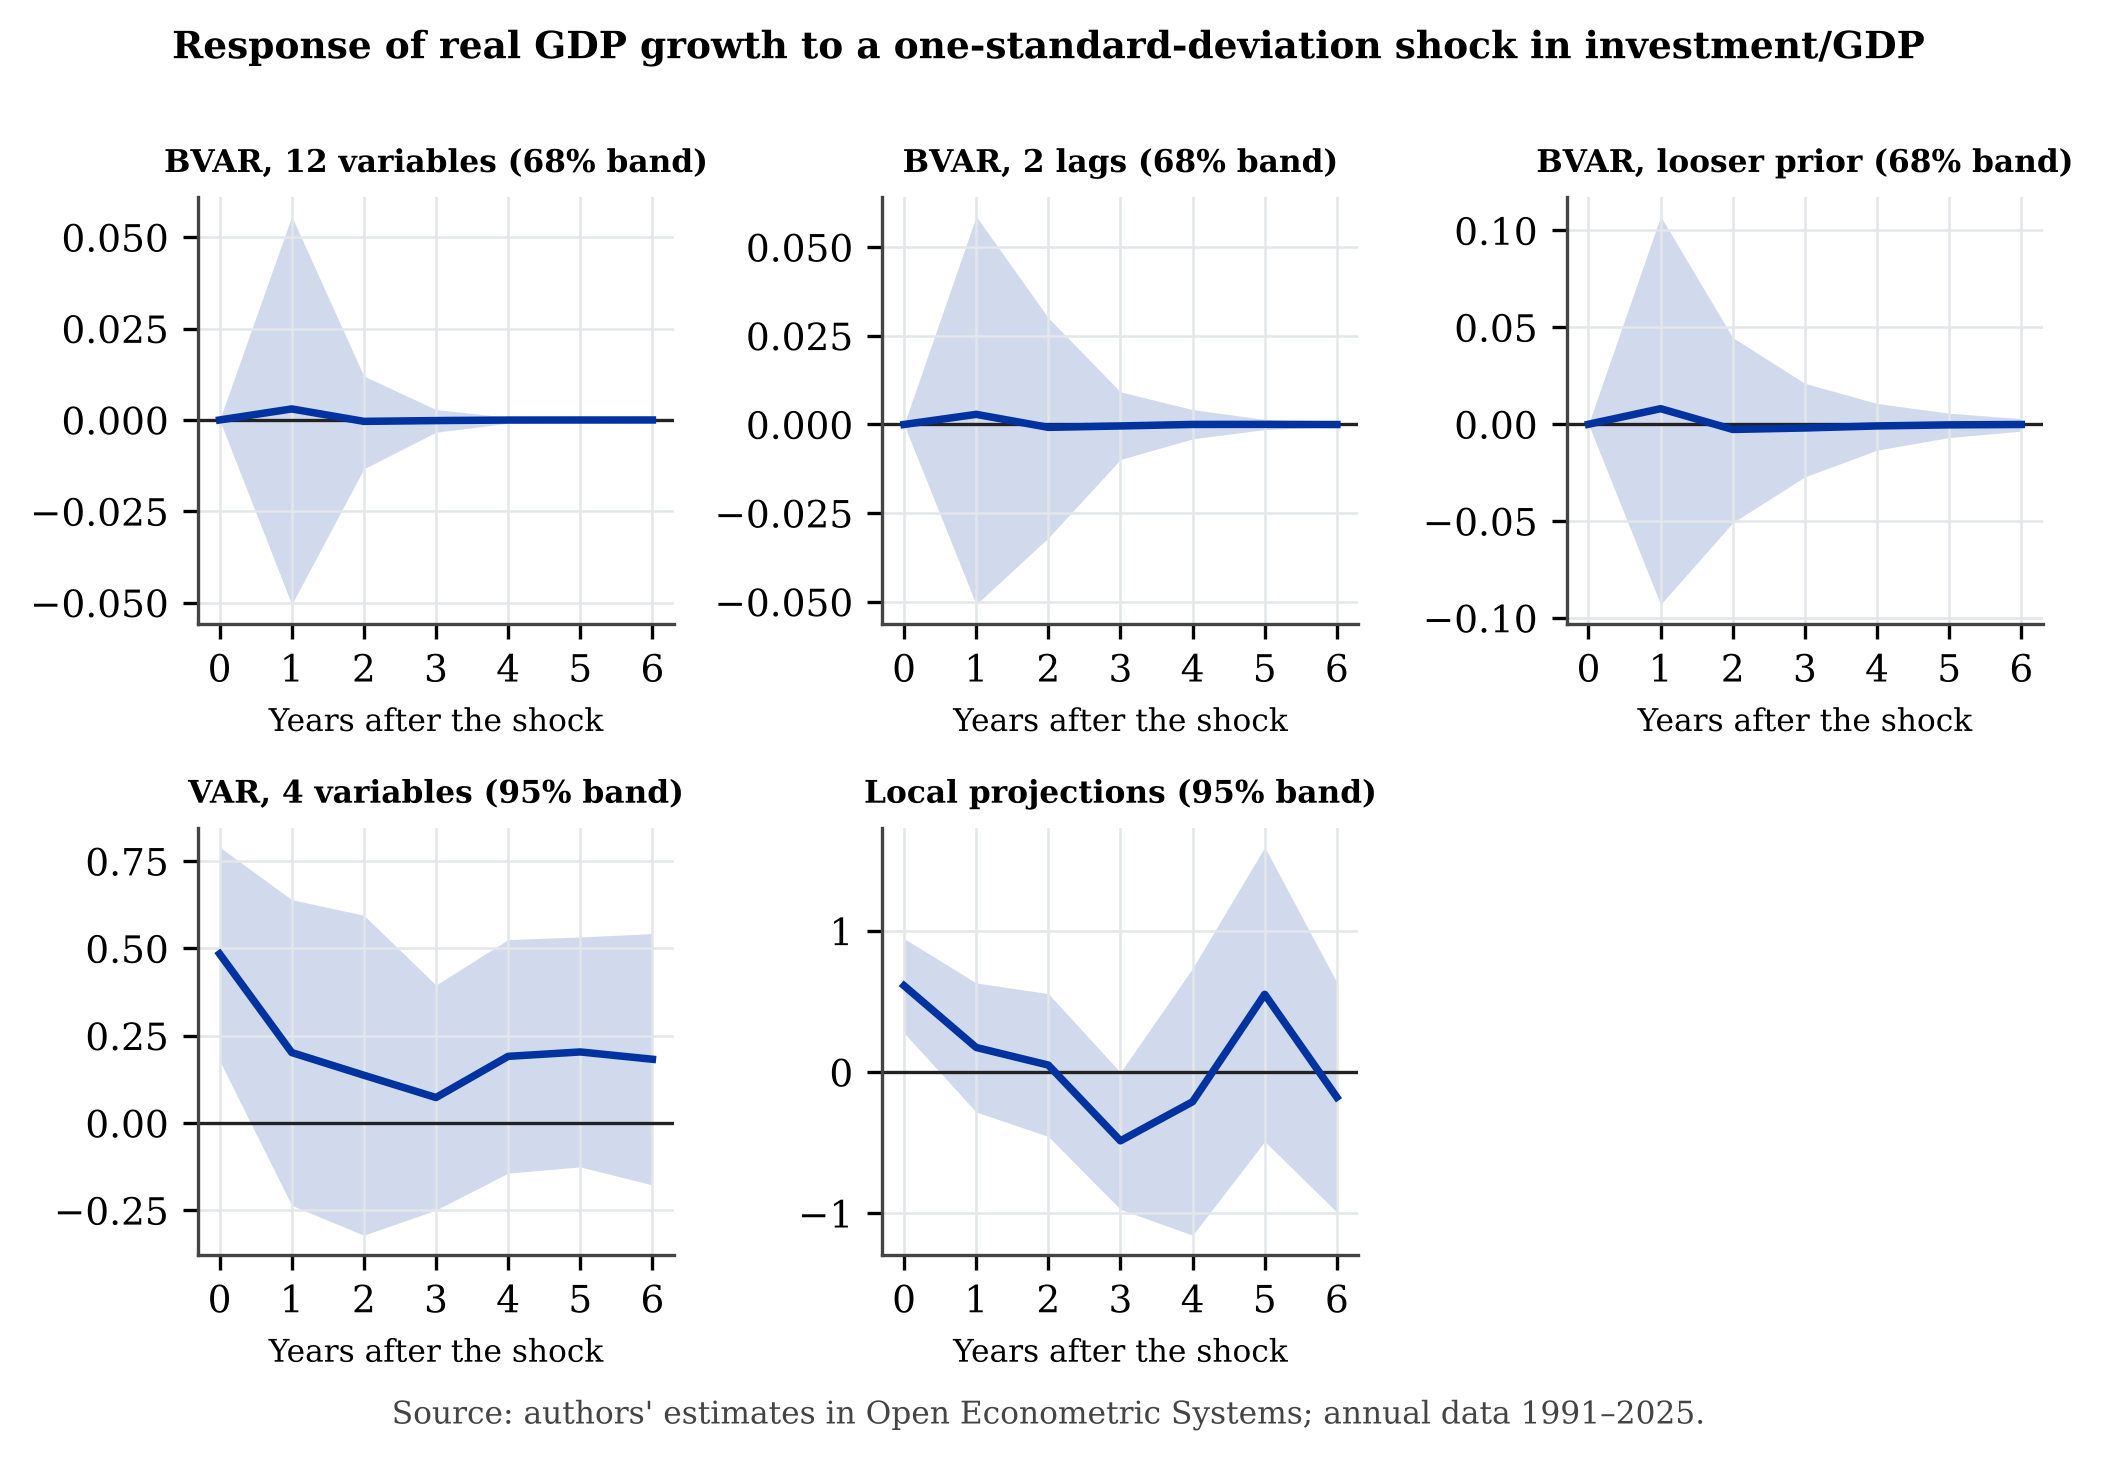 Response of real GDP growth to a one-standard-deviation shock in investment/GDP
BVAR, 12 variables (68% band)
0.050
0.025
0.000
−0.025
−0.050
0 1 2 3 4 5 6
Years after the shock
BVAR, 2 lags (68% band)
0.050
0.025
0.000
−0.025
−0.050
0 1 2 3 4 5 6
Years after the shock
BVAR, looser prior (68% band)
0.10
0.05
0.00
−0.05
−0.10
0 1 2 3 4 5 6
Years after the shock
VAR, 4 variables (95% band)
0.75
0.50
0.25
0.00
−0.25
0 1 2 3 4 5 6
Years after the shock
Local projections (95% band)
1
0
−1
0 1 2 3 4 5 6
Years after the shock
Source: authors' estimates in Open Econometric Systems; annual data 1991–2025.